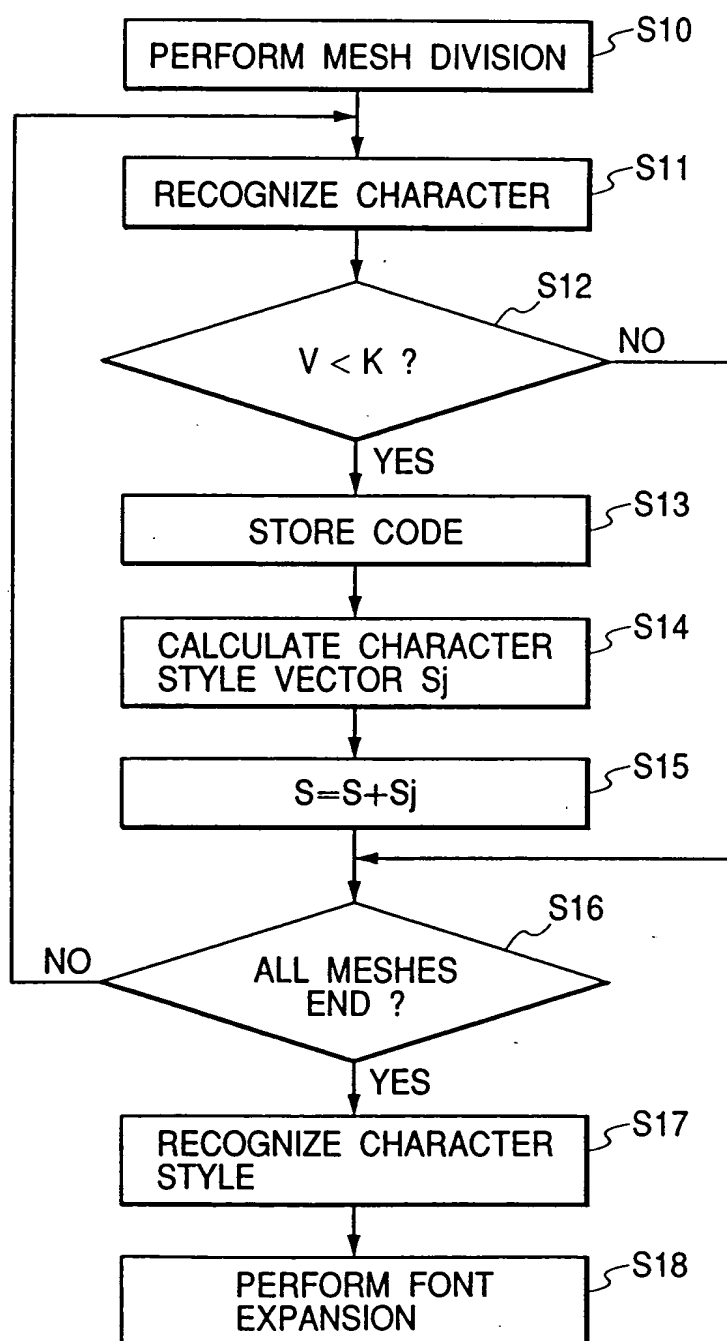 S10
PERFORM MESH DIVISION
S11
RECOGNIZE CHARACTER
S12
V < K ?
NO
YES
S13
STORE CODE
S14
CALCULATE CHARACTER
STYLE VECTOR Sj
S15
S=S+Sj
S16
NO
ALL MESHES
END ?
YES
S17
RECOGNIZE CHARACTER
STYLE
S18
PERFORM FONT
EXPANSION